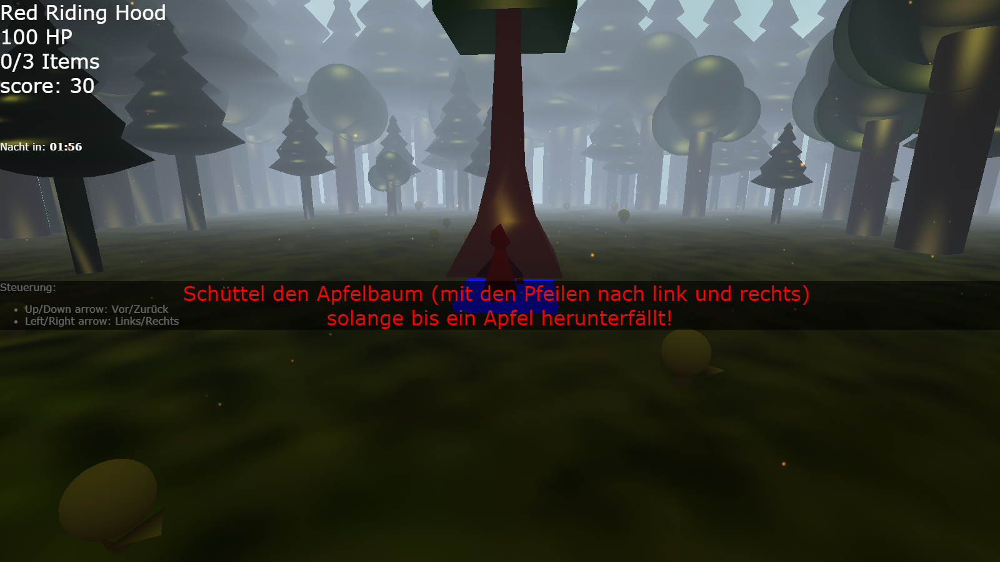 Red Riding Hood
100 HP
0/3 Items
score: 30
Nacht in: 01:56
Steuerung:
Schüttel den Apfelbaum (mit den Pfeilen nach link und rechts)
solange bis ein Apfel herunterfällt!
• Up/Down arrow: Vor/Zurück
• Left/Right arrow: Links/Rechts